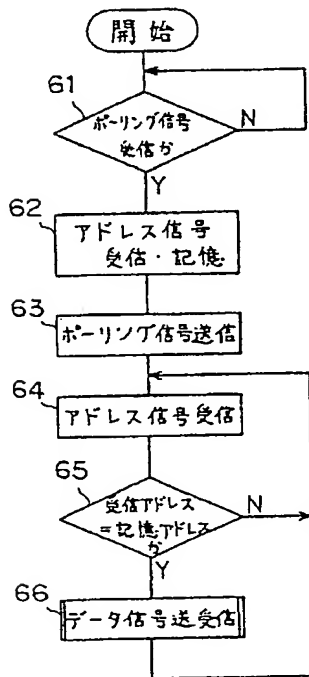 開始
61
ポーリング信号
受信か
N
Y
62
アドレス信号
受信・記憶
63
ポーリング信号送信
64
アドレス信号受信
65
受信アドレス
=記憶アドレス
か
N
Y
66
データ信号送受信